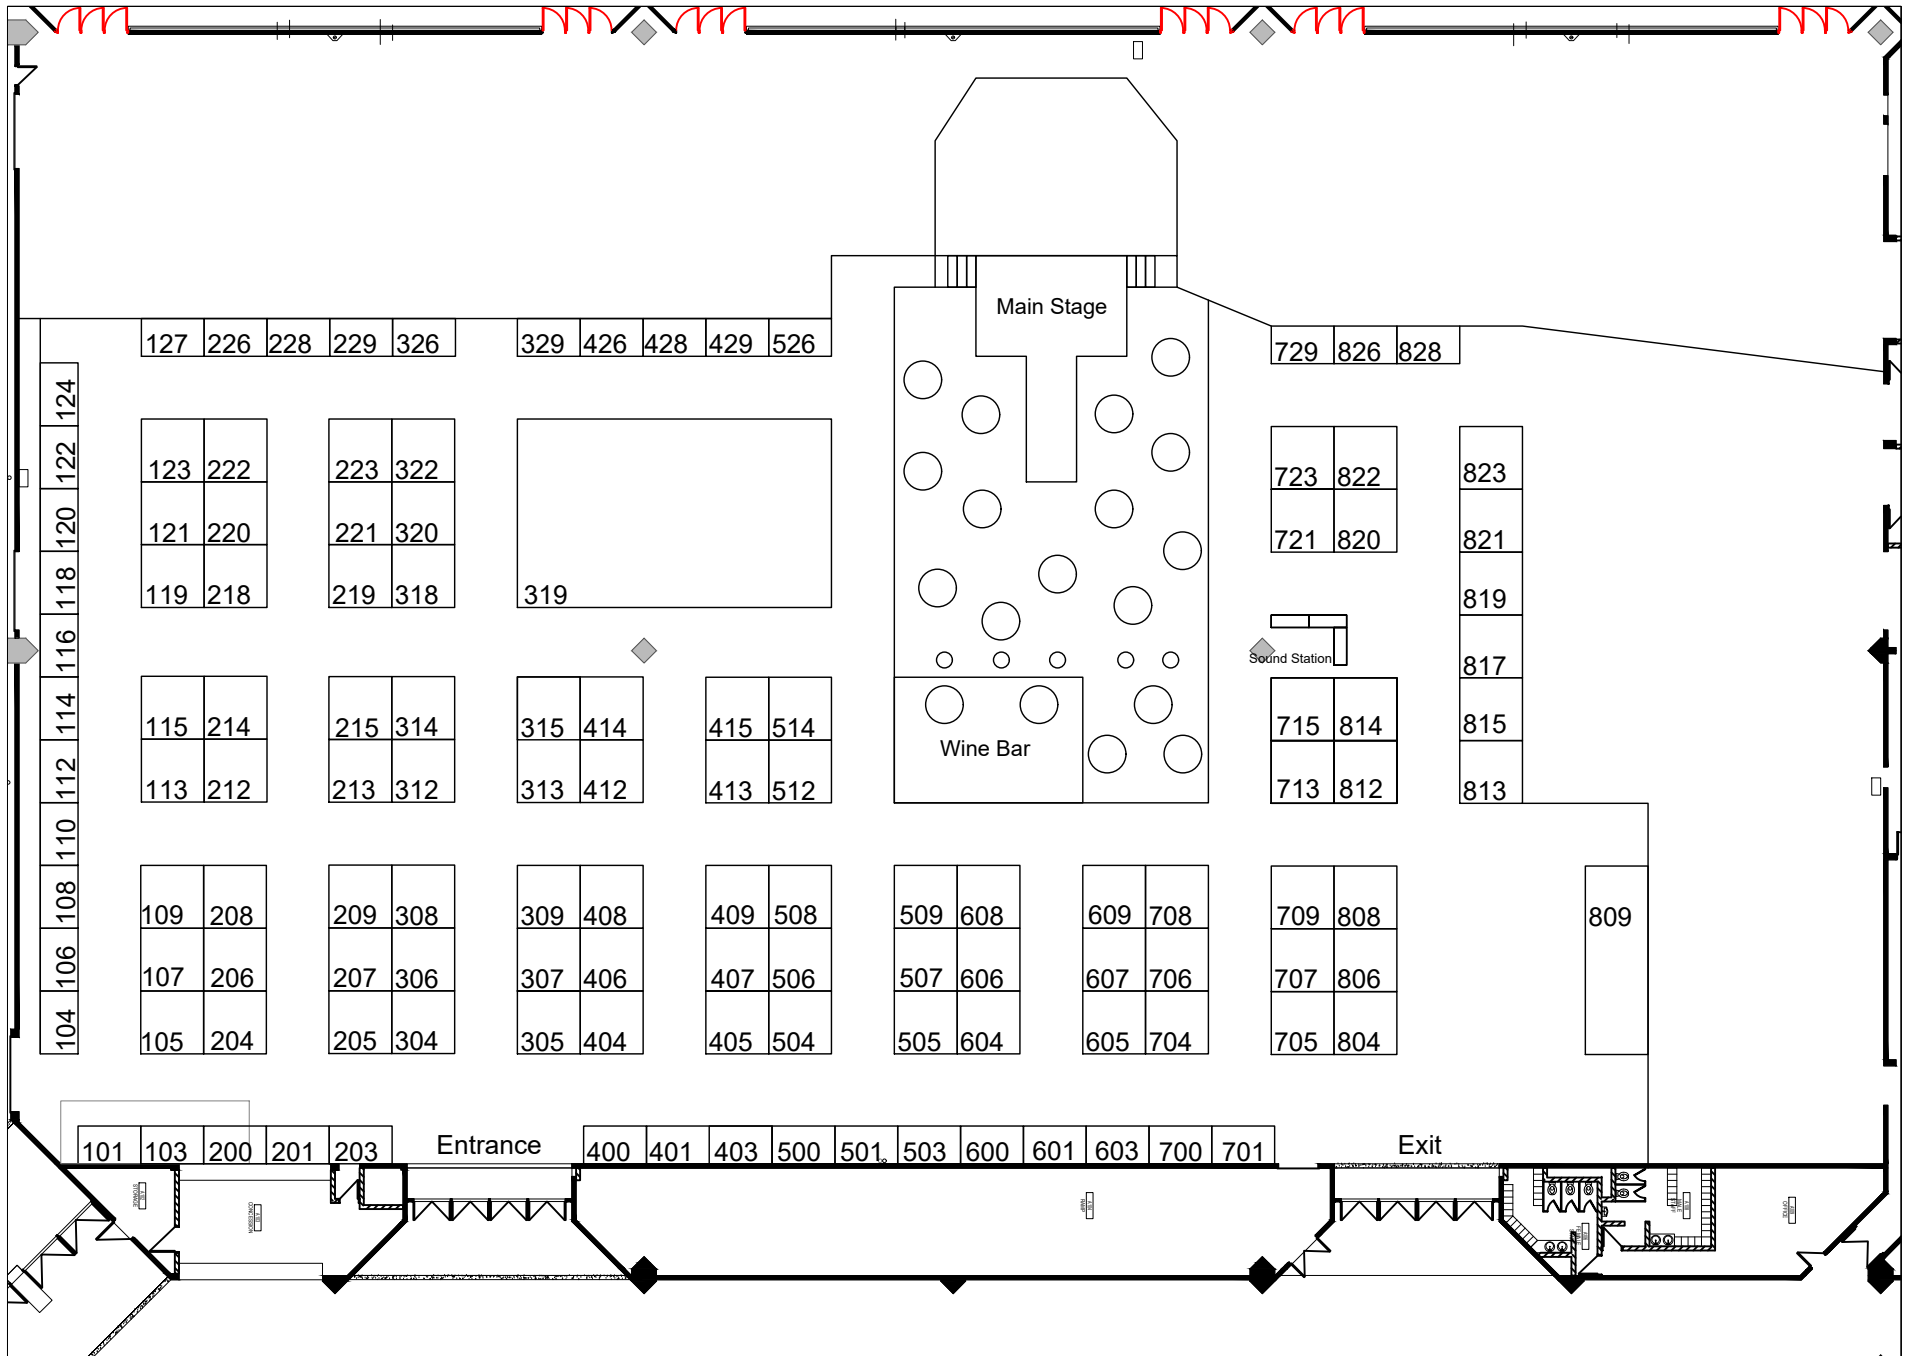 Main Stage
127 226 228 229 326 329 426 428 429 526 729 826 828
124
122
120
118
116
114
112
110
108
106
104
123 222 223 322 723 822 823
121 220 221 320 721 820 821
119 218 219 318 319 819
Sound Station
817
115 214 215 314 315 414 415 514 715 814 815
Wine Bar
113 212 213 312 313 412 413 512 713 812 813
109 208 209 308 309 408 409 508 509 608 609 708 709 808 809
107 206 207 306 307 406 407 506 507 606 607 706 707 806
105 204 205 304 305 404 405 504 505 604 605 704 705 804
101 103 200 201 203 Entrance 400 401 403 500 501 503 600 601 603 700 701 Exit
STORAGE
CONCESSION
RAMP
FEMALE
MALE
STAFF
OFFICE